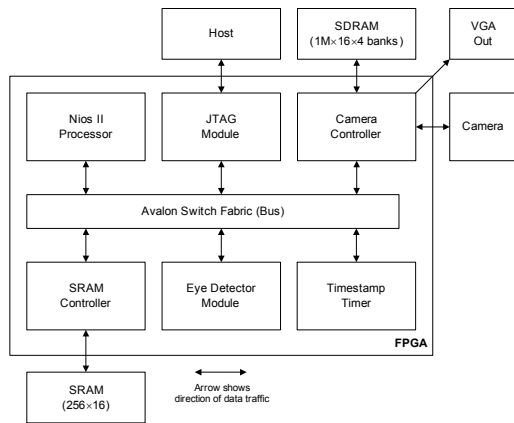 Host
SDRAM
(1M×16×4 banks)
VGA
Out
Nios II
Processor
JTAG
Module
Camera
Controller
Camera
Avalon Switch Fabric (Bus)
SRAM
Controller
Eye Detector
Module
Timestamp
Timer
FPGA
SRAM
(256×16)
Arrow shows
direction of data traffic